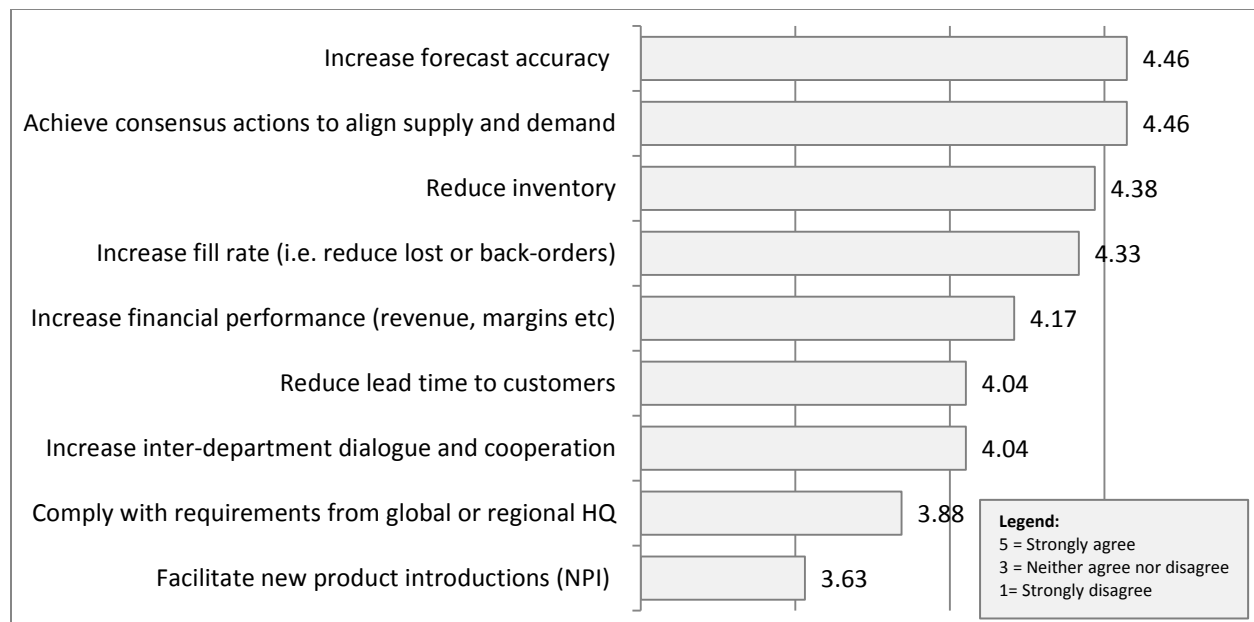 Increase forecast accuracy 4.46
Achieve consensus actions to align supply and demand 4.46
Reduce inventory 4.38
Increase fill rate (i.e. reduce lost or back-orders) 4.33
Increase financial performance (revenue, margins etc) 4.17
Reduce lead time to customers 4.04
Increase inter-department dialogue and cooperation 4.04
Comply with requirements from global or regional HQ 3.88
Facilitate new product introductions (NPI) 3.63
Legend:
5 = Strongly agree
3 = Neither agree nor disagree
1= Strongly disagree